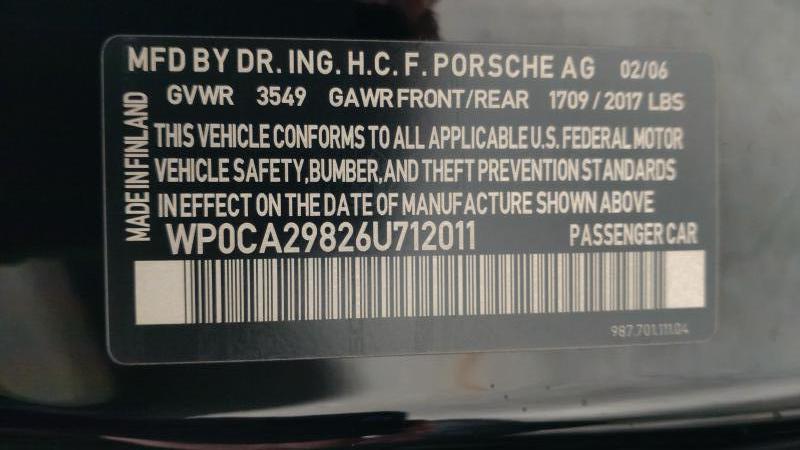 MFD BY DR. ING. H.C. F. PORSCHE AG 02/06
GVWR 3549 GAWR FRONT/REAR 1709 / 2017 LBS
MADE IN FINLAND
THIS VEHICLE CONFORMS TO ALL APPLICABLE U.S. FEDERAL MOTOR
VEHICLE SAFETY, BUMBER, AND THEFT PREVENTION STANDARDS
IN EFFECT ON THE DATE OF MANUFACTURE SHOWN ABOVE
WP0CA29826U712011 PASSENGER CAR
987.701.111.04